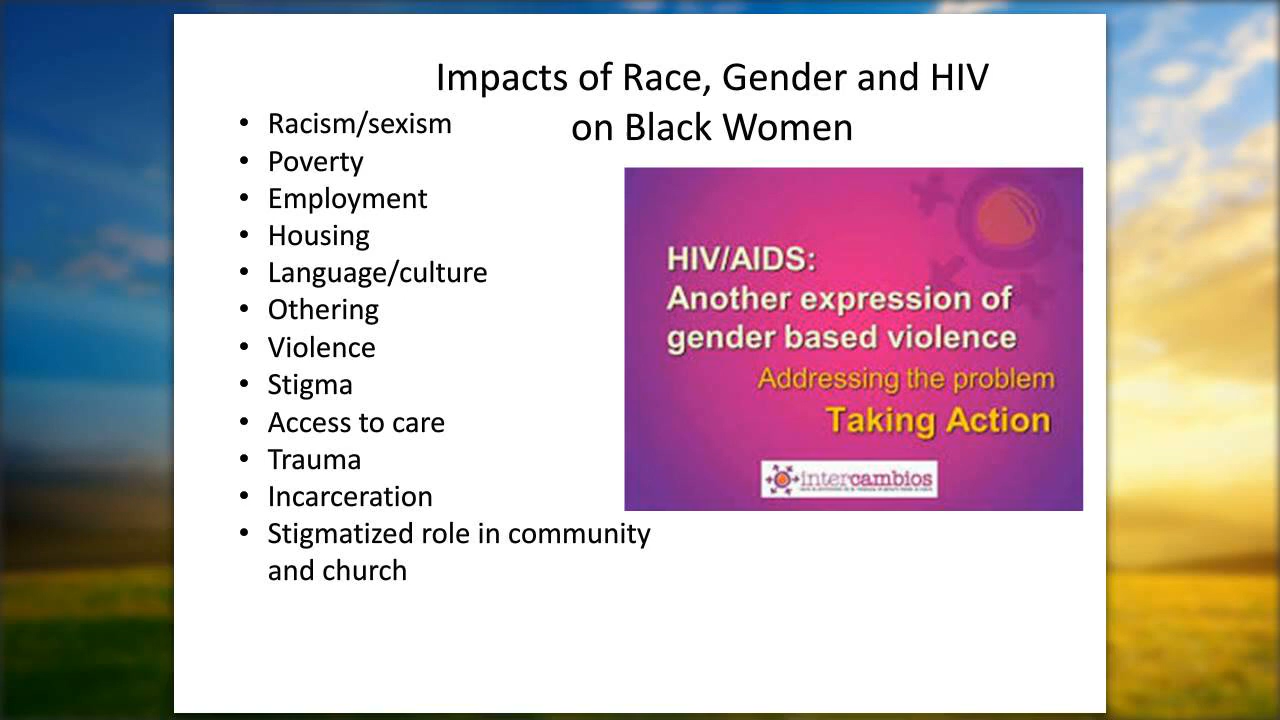 Impacts of Race, Gender and HIV
on Black Women
• Racism/sexism
• Poverty
• Employment
• Housing
• Language/culture
• Othering
• Violence
• Stigma
• Access to care
• Trauma
• Incarceration
• Stigmatized role in community
and church
HIV/AIDS:
Another expression of
gender based violence
Addressing the problem
Taking Action
intercambios